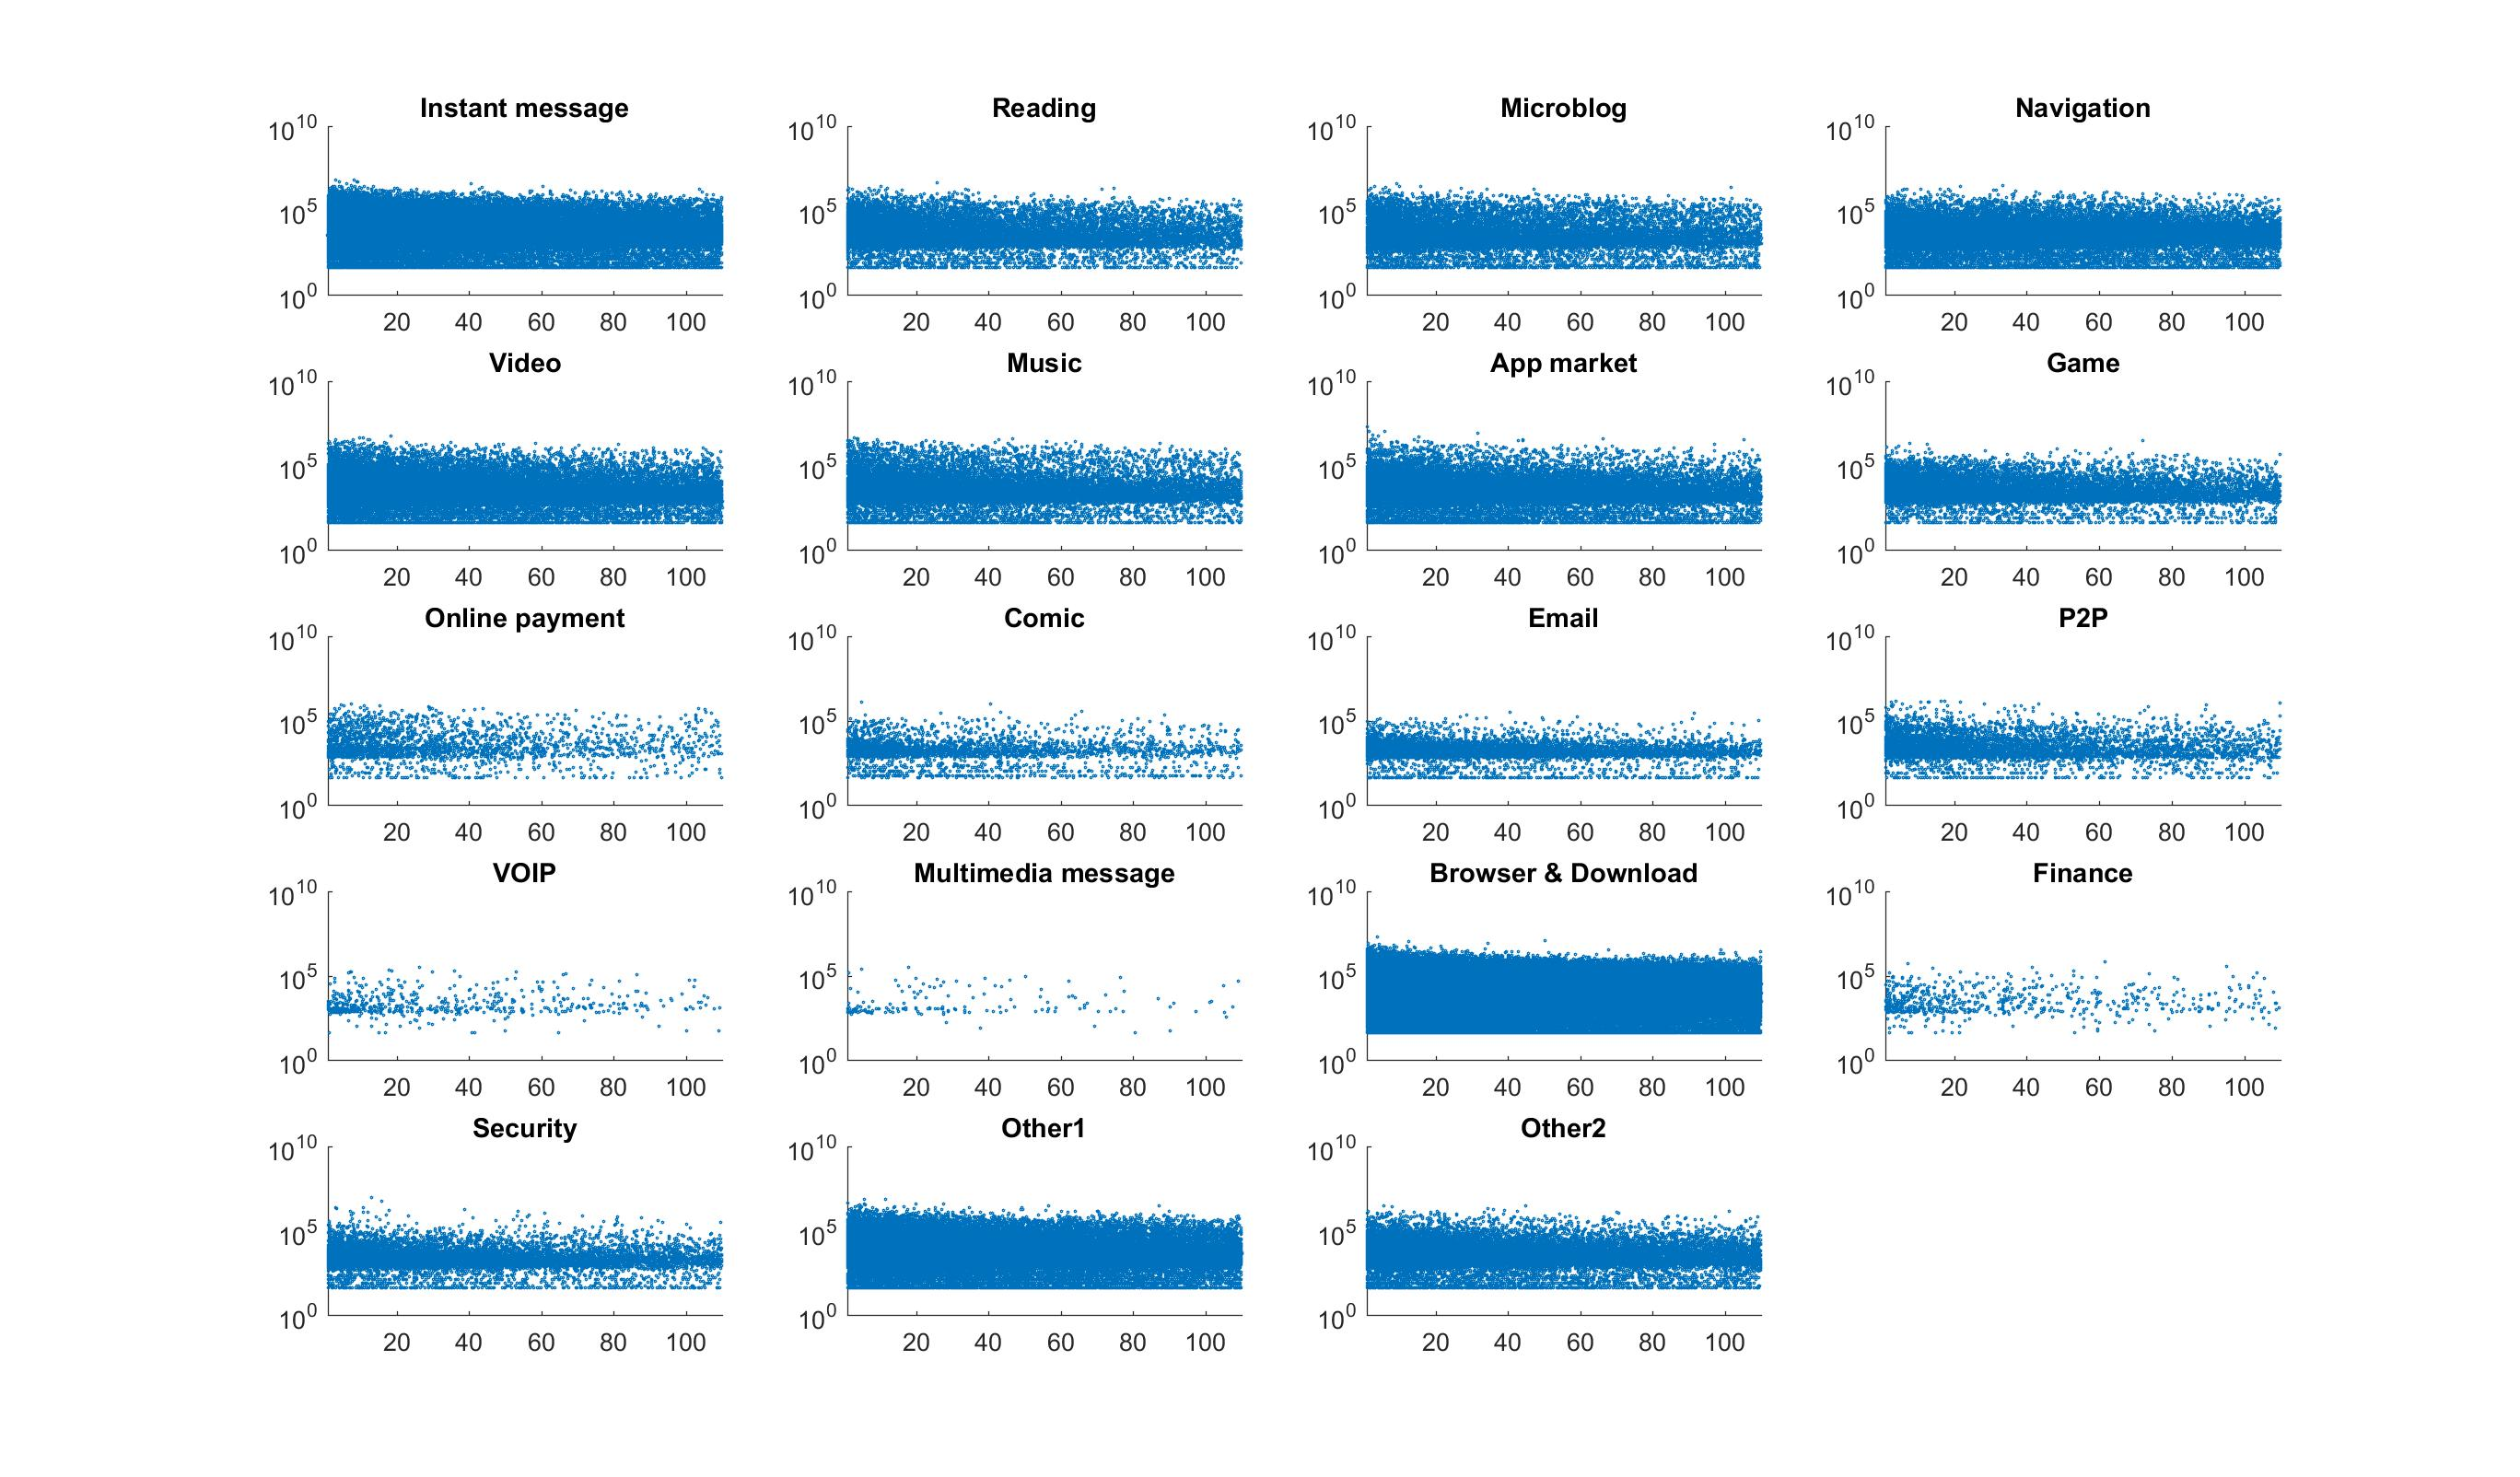 Instant message Reading Microblog Navigation
10^10 10^10 10^10 10^10
10^5 10^5 10^5 10^5
10^0 10^0 10^0 10^0
20 40 60 80 100 20 40 60 80 100 20 40 60 80 100 20 40 60 80 100
Video Music App market Game
10^10 10^10 10^10 10^10
10^5 10^5 10^5 10^5
10^0 10^0 10^0 10^0
20 40 60 80 100 20 40 60 80 100 20 40 60 80 100 20 40 60 80 100
Online payment Comic Email P2P
10^10 10^10 10^10 10^10
10^5 10^5 10^5 10^5
10^0 10^0 10^0 10^0
20 40 60 80 100 20 40 60 80 100 20 40 60 80 100 20 40 60 80 100
VOIP Multimedia message Browser & Download Finance
10^10 10^10 10^10 10^10
10^5 10^5 10^5 10^5
10^0 10^0 10^0 10^0
20 40 60 80 100 20 40 60 80 100 20 40 60 80 100 20 40 60 80 100
Security Other1 Other2
10^10 10^10 10^10
10^5 10^5 10^5
10^0 10^0 10^0
20 40 60 80 100 20 40 60 80 100 20 40 60 80 100